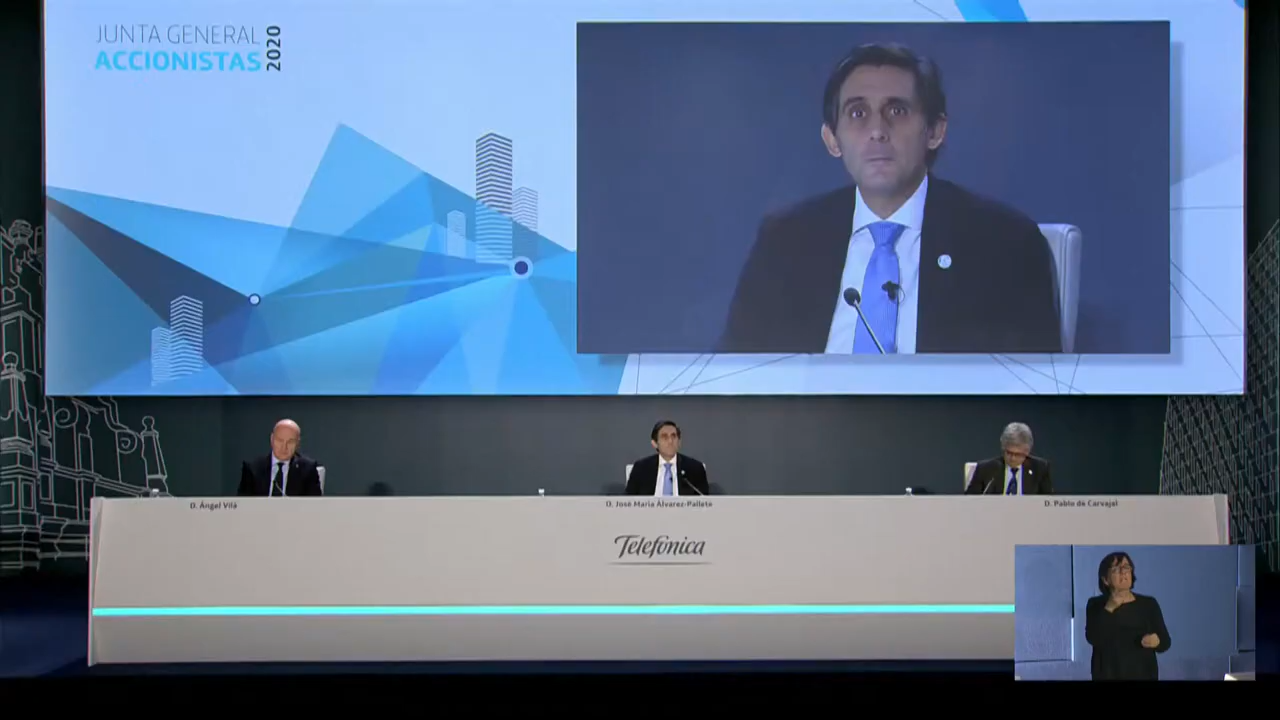 JUNTA GENERAL
ACCIONISTAS
2020
D. Ángel Vilá
D. José María Álvarez-Pallete
D. Pablo de Carvajal
Telefónica